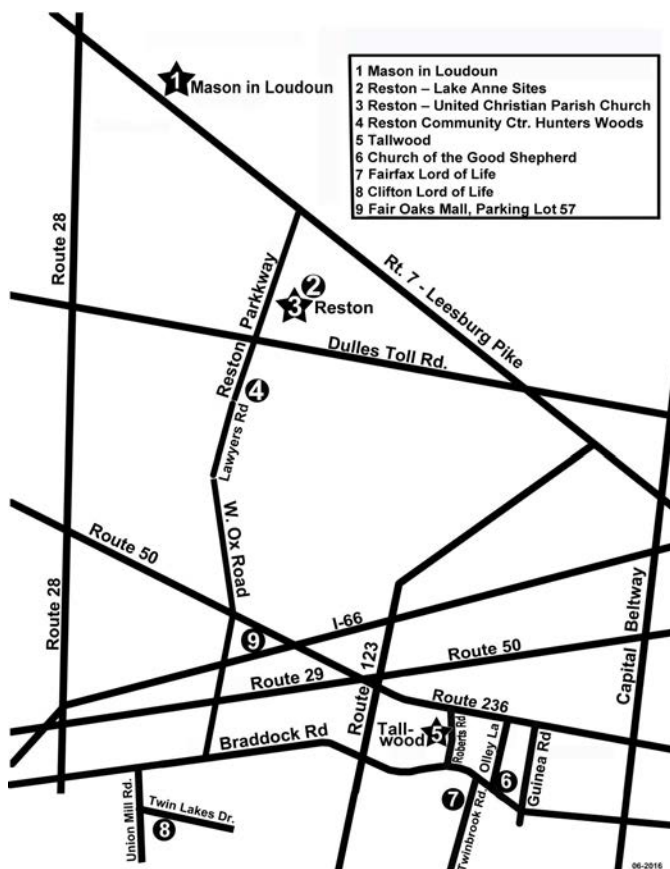 1 Mason in Loudoun
1 Mason in Loudoun
2 Reston – Lake Anne Sites
3 Reston – United Christian Parish Church
4 Reston Community Ctr. Hunters Woods
5 Tallwood
6 Church of the Good Shepherd
7 Fairfax Lord of Life
8 Clifton Lord of Life
9 Fair Oaks Mall, Parking Lot 57
Route 28
Rt. 7 - Leesburg Pike
Reston Parkkway
2
3 Reston
Dulles Toll Rd.
4
Lawyers Rd
W. Ox Road
Route 50
Route 28
I-66
9
Route 123
Route 50
Capital Beltway
Route 29
Route 236
Braddock Rd
Tall-
wood
5
Roberts Rd
Olley La
Guinea Rd
6
7
Twinbrook Rd.
Union Mill Rd.
Twin Lakes Dr.
8
06-2016